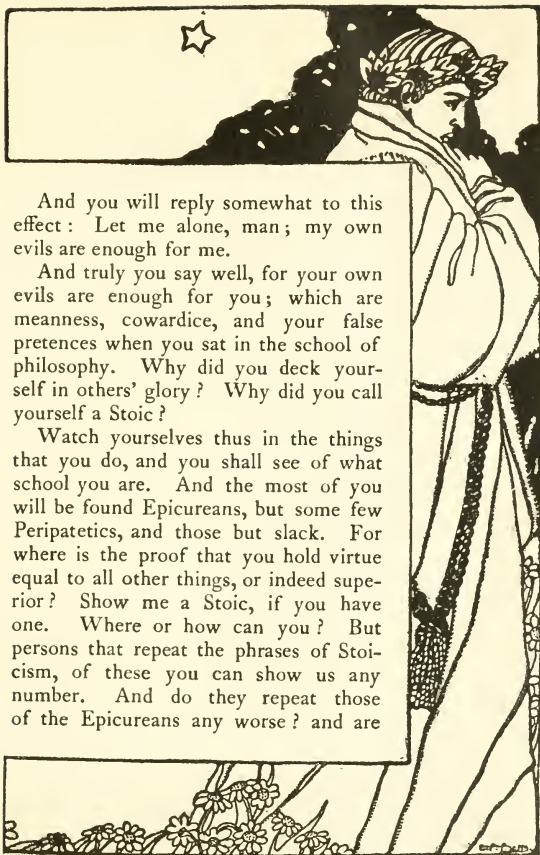 And you will reply somewhat to this
effect : Let me alone, man ; my own
evils are enough for me.
And truly you say well, for your own
evils are enough for you ; which are
meanness, cowardice, and your false
pretences when you sat in the school of
philosophy. Why did you deck your-
self in others' glory ? Why did you call
yourself a Stoic ?
Watch yourselves thus in the things
that you do, and you shall see of what
school you are. And the most of you
will be found Epicureans, but some few
Peripatetics, and those but slack. For
where is the proof that you hold virtue
equal to all other things, or indeed supe-
rior ? Show me a Stoic, if you have
one. Where or how can you ? But
persons that repeat the phrases of Stoi-
cism, of these you can show us any
number. And do they repeat those
of the Epicureans any worse ? and are